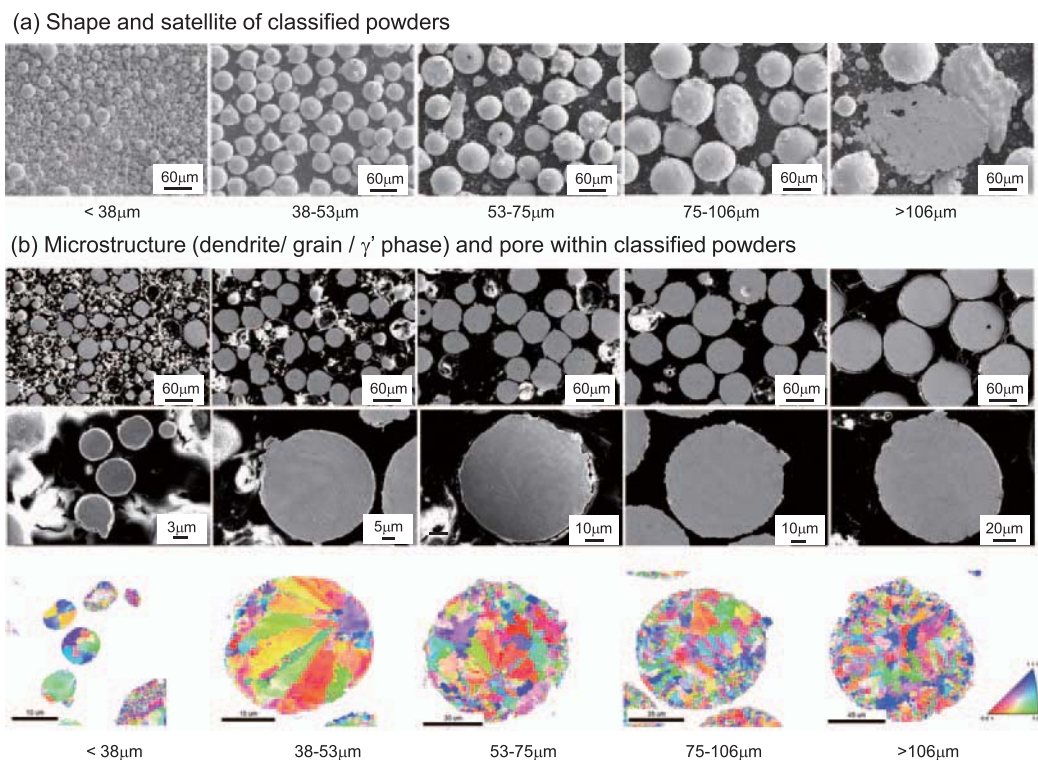 (a) Shape and satellite of classified powders
60μm 60μm 60μm 60μm 60μm
< 38μm 38-53μm 53-75μm 75-106μm >106μm
(b) Microstructure (dendrite/ grain / γ' phase) and pore within classified powders
60μm 60μm 60μm 60μm 60μm
3μm 5μm 10μm 10μm 20μm
< 38μm 38-53μm 53-75μm 75-106μm >106μm